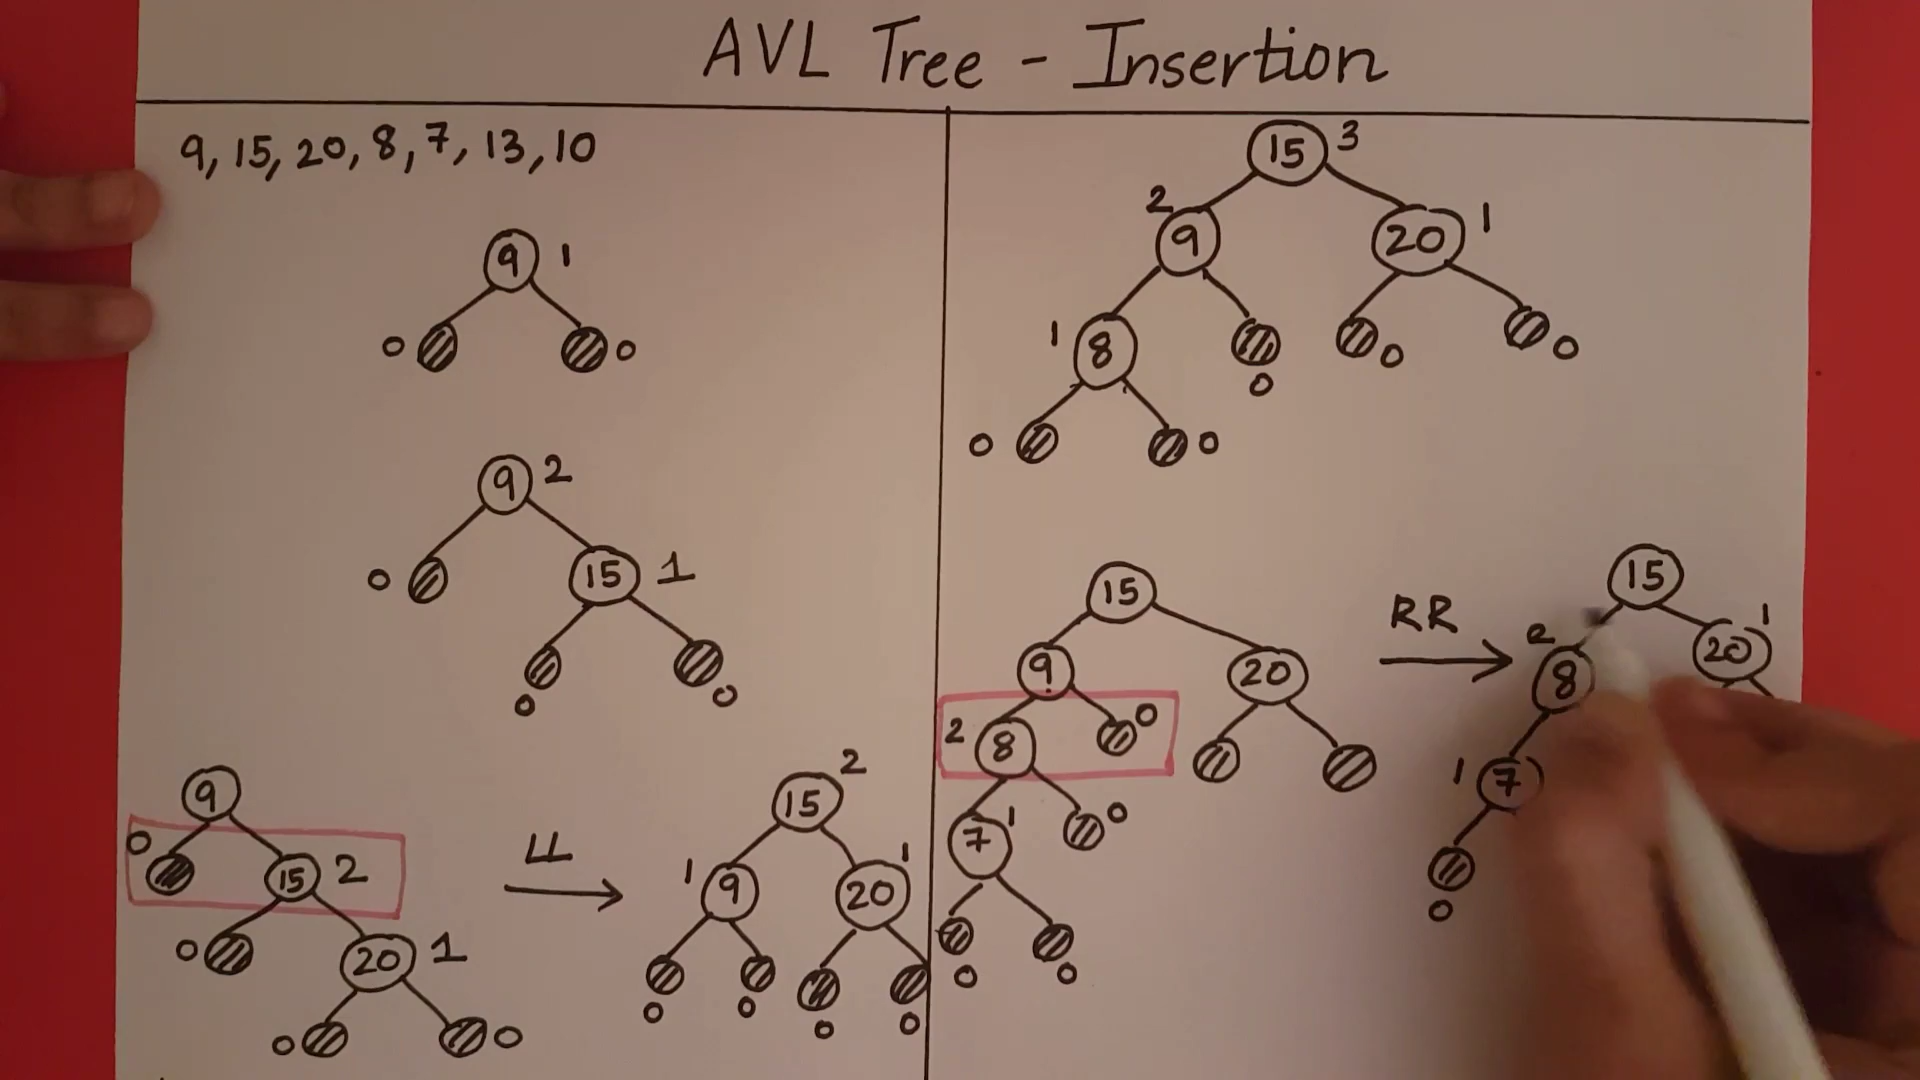 AVL Tree - Insertion
9, 15, 20, 8, 7, 13, 10
9 1
0 0
9 2
0 15 1
0 0
9
0 15 2
0 20 1
0 0
LL
15 2
1 9 20 1
0 0 0 0
15 3
2 9 20 1
1 8 0 0 0
0 0
15
9 20
2 8 0
7 1 0
0 0
RR
15
2 8 20 1
1 7
0